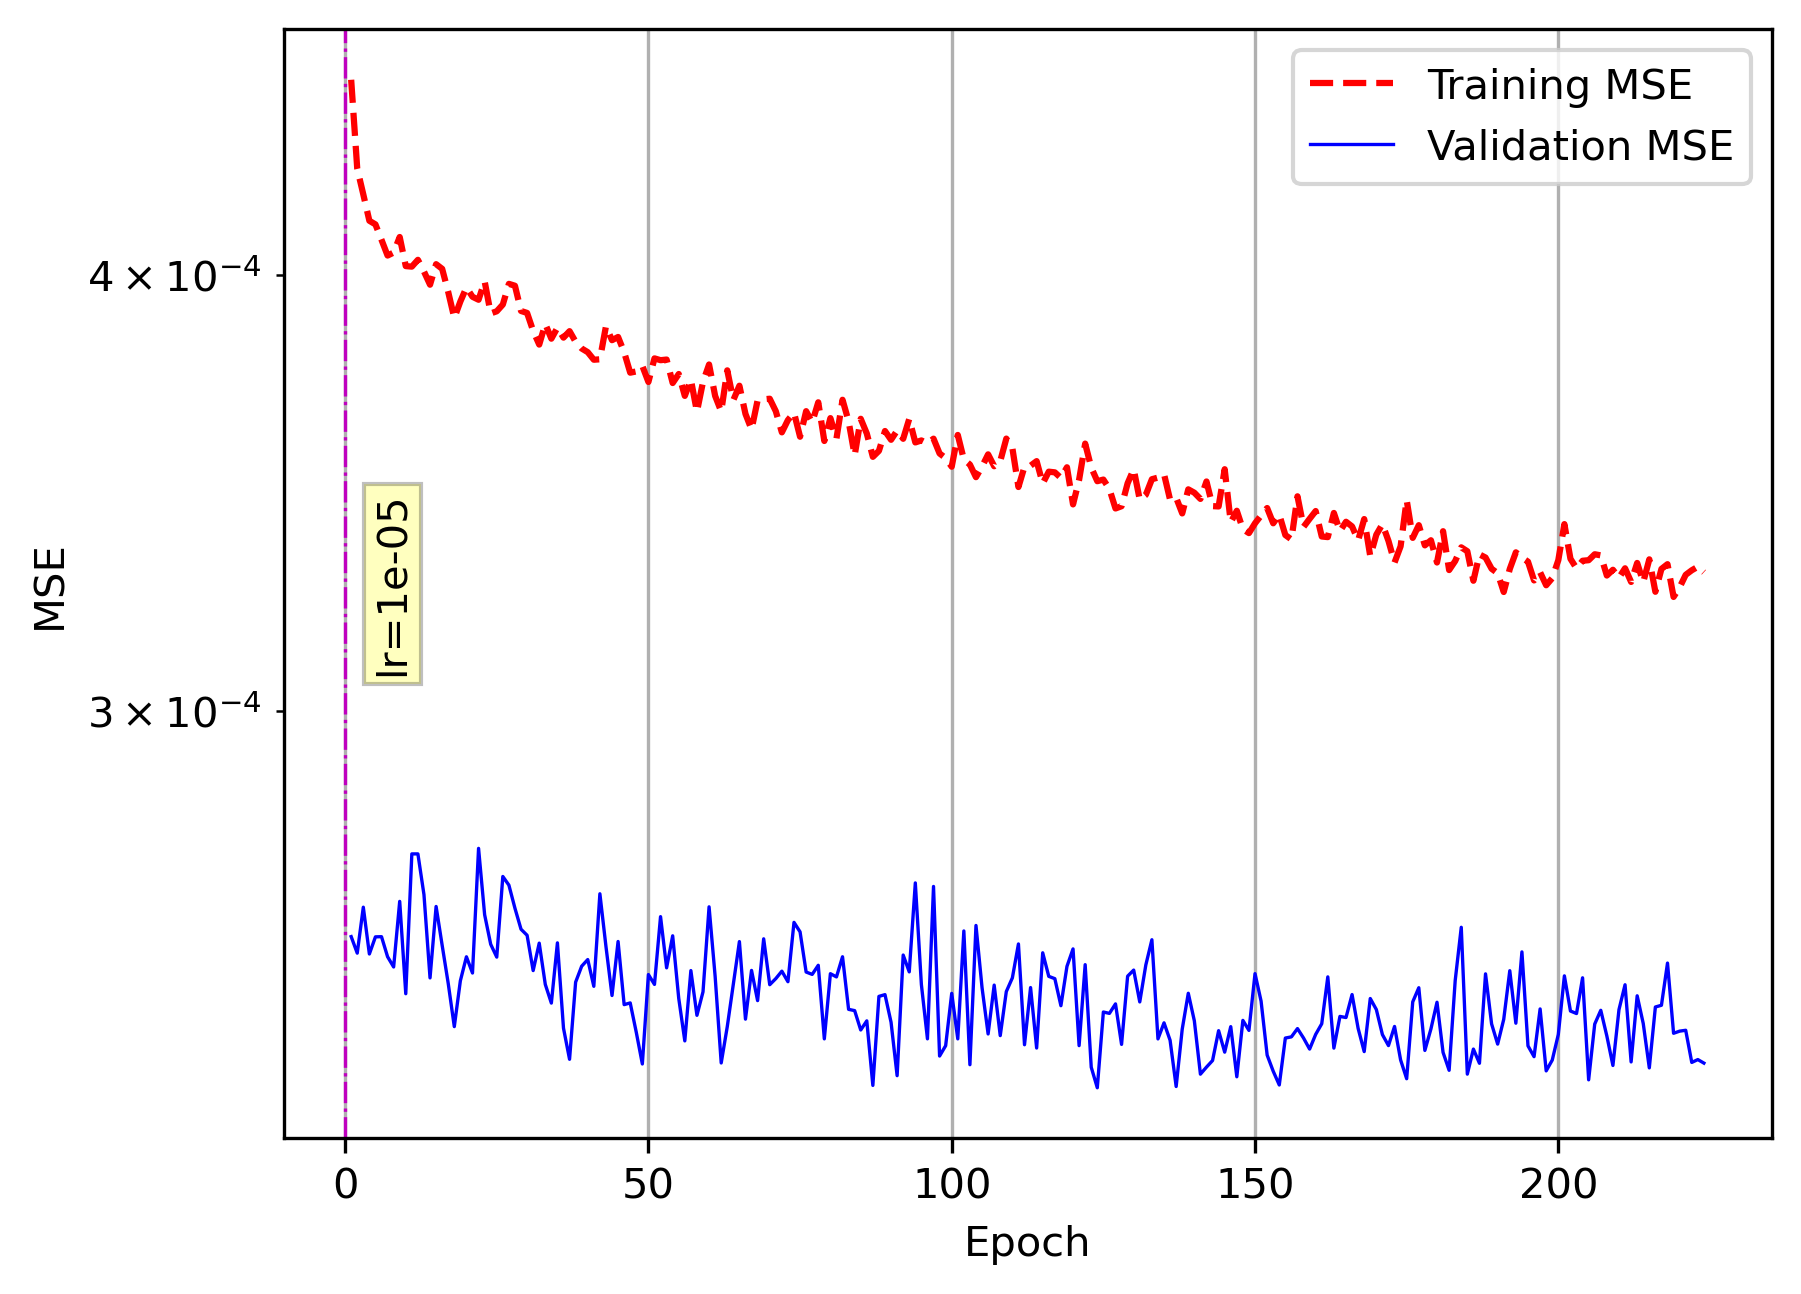 Training MSE
Validation MSE
4 × 10⁻⁴
3 × 10⁻⁴
MSE
lr=1e-05
0 50 100 150 200
Epoch